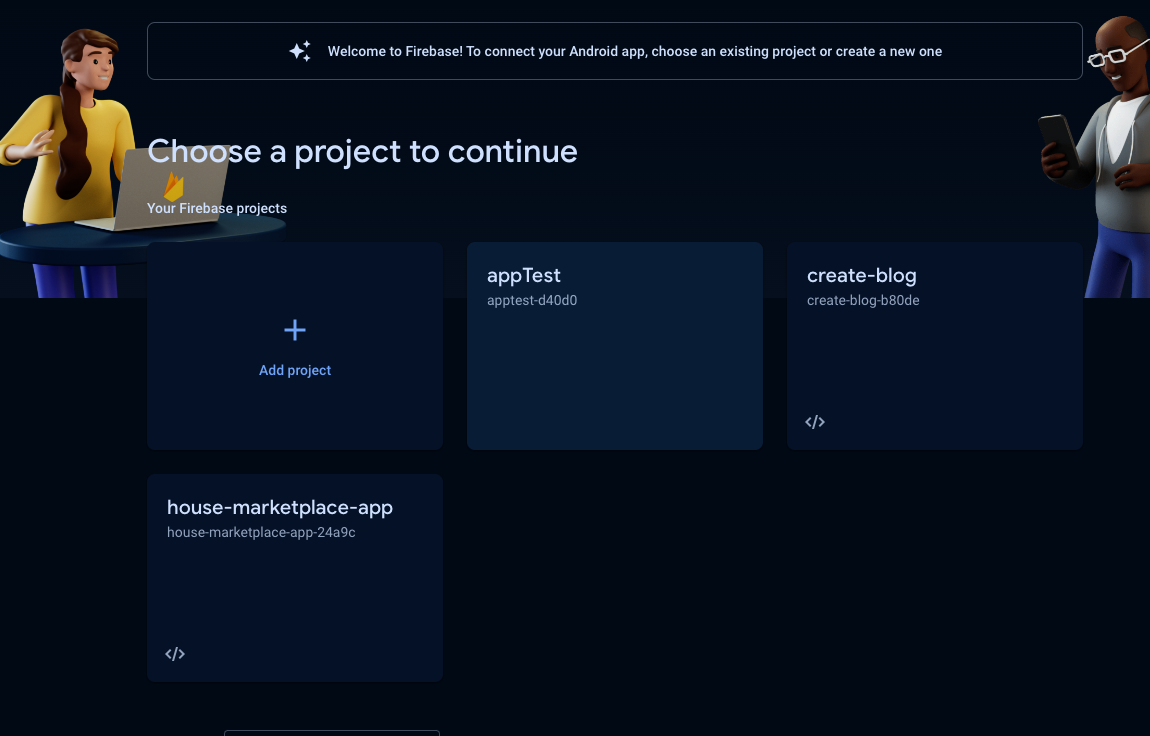 Welcome to Firebase! To connect your Android app, choose an existing project or create a new one
Choose a project to continue
Your Firebase projects
Add project
appTest
apptest-d40d0
create-blog
create-blog-b80de
</>
house-marketplace-app
house-marketplace-app-24a9c
</>